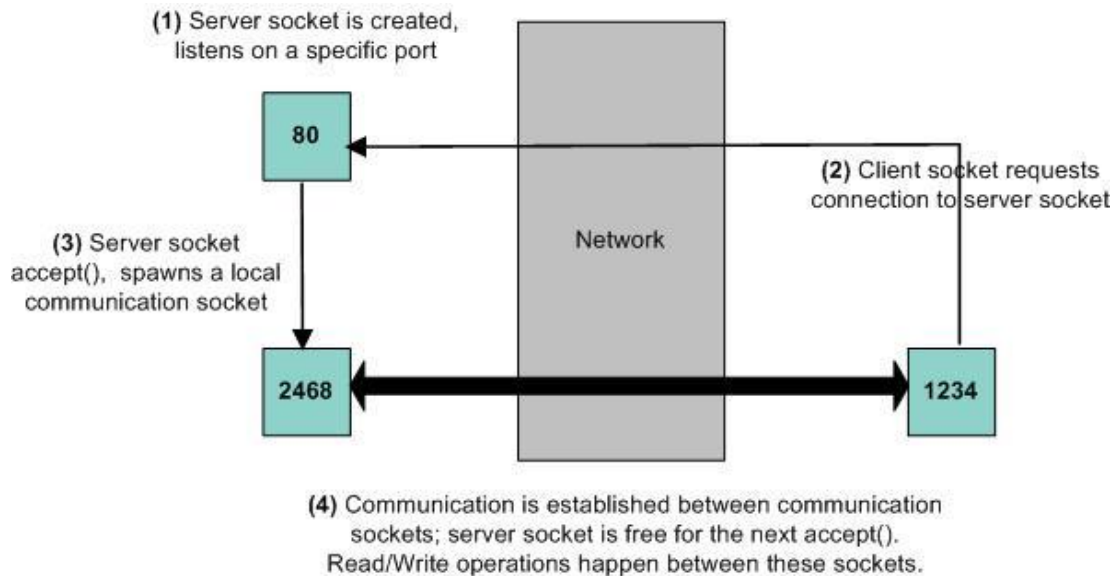 (1) Server socket is created,
listens on a specific port
80
(2) Client socket requests
connection to server socket
Network
(3) Server socket
accept(), spawns a local
communication socket
2468
1234
(4) Communication is established between communication
sockets; server socket is free for the next accept().
Read/Write operations happen between these sockets.